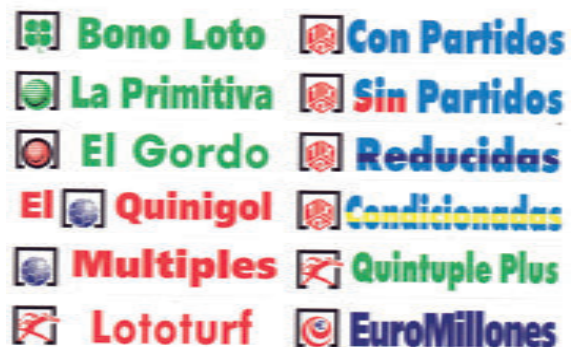 Bono Loto
La Primitiva
El Gordo
El Quinigol
Multiples
Lototurf
Con Partidos
Sin Partidos
Reducidas
Condicionadas
Quintuple Plus
EuroMillones